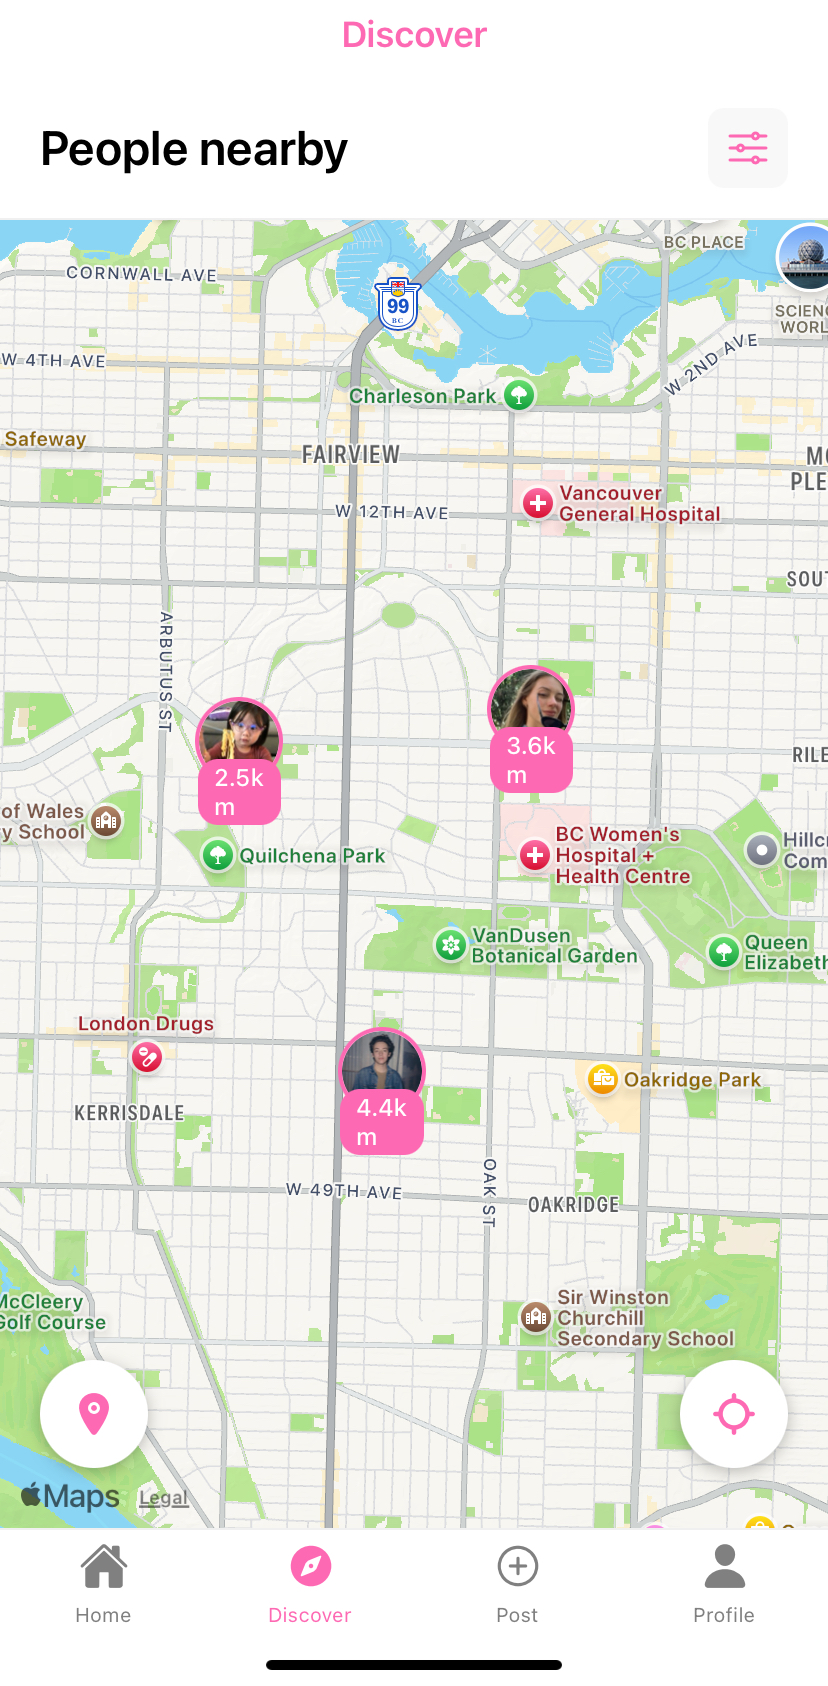 Discover
People nearby
BC PLACE
CORNWALL AVE
99
BC
SCIENC
WORL
W 4TH AVE
W 2ND AVE
Charleson Park
Safeway
FAIRVIEW
MO
PLE
Vancouver
General Hospital
W 12TH AVE
SOUT
ARBUTUS ST
3.6k
m
2.5k
m
RILE
of Wales
y School
BC Women's
Hospital +
Health Centre
Hillcr
Com
Quilchena Park
VanDusen
Botanical Garden
Queen
Elizabeth
London Drugs
Oakridge Park
KERRISDALE
4.4k
m
W 49TH AVE
OAK ST
OAKRIDGE
McCleery
Golf Course
Sir Winston
Churchill
Secondary School
Maps
Legal
Home
Discover
Post
Profile